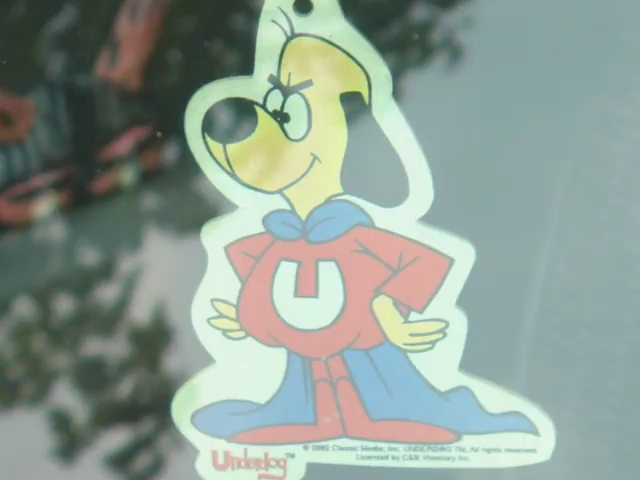 U
© 2002 Classic Media, Inc. UNDERDOG TM. All rights reserved.
Licensed by C&D Visionary Inc.
Underdog™